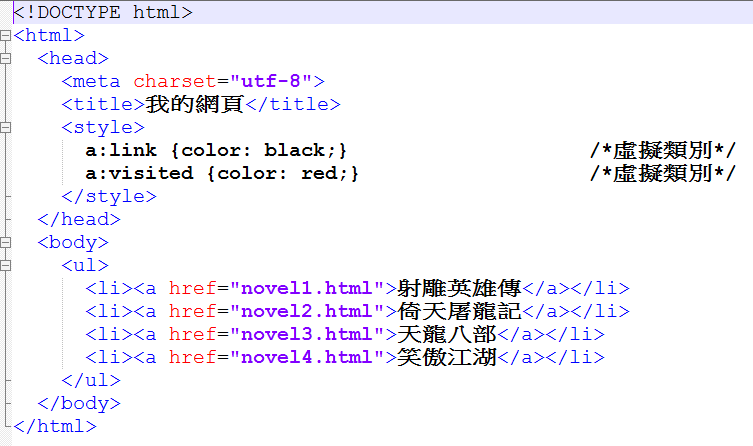 <!DOCTYPE html>
<html>
<head>
<meta charset="utf-8">
<title>我的網頁</title>
<style>
a:link {color: black;} /*虛擬類別*/
a:visited {color: red;} /*虛擬類別*/
</style>
</head>
<body>
<ul>
<li><a href="novel1.html">射雕英雄傳</a></li>
<li><a href="novel2.html">倚天屠龍記</a></li>
<li><a href="novel3.html">天龍八部</a></li>
<li><a href="novel4.html">笑傲江湖</a></li>
</ul>
</body>
</html>